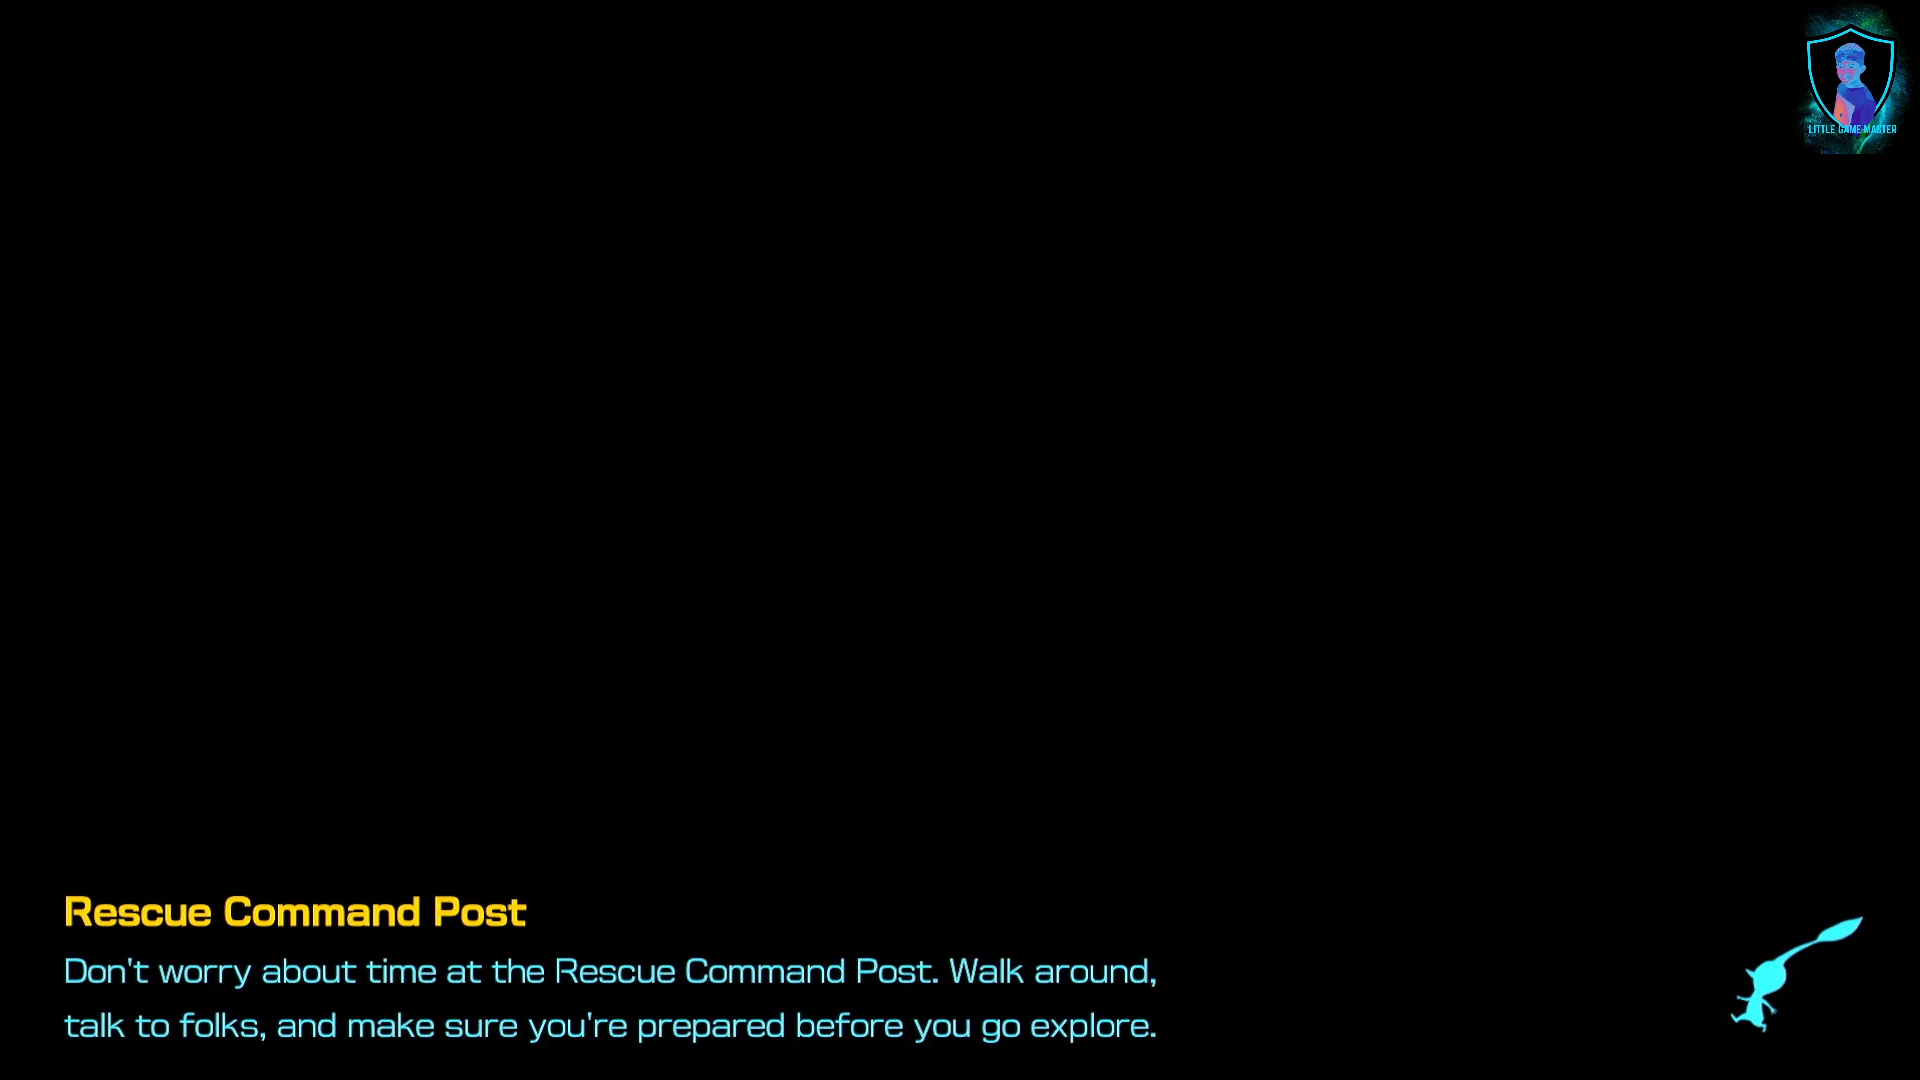 LITTLE GAME MASTER
Rescue Command Post
Don't worry about time at the Rescue Command Post. Walk around,
talk to folks, and make sure you're prepared before you go explore.